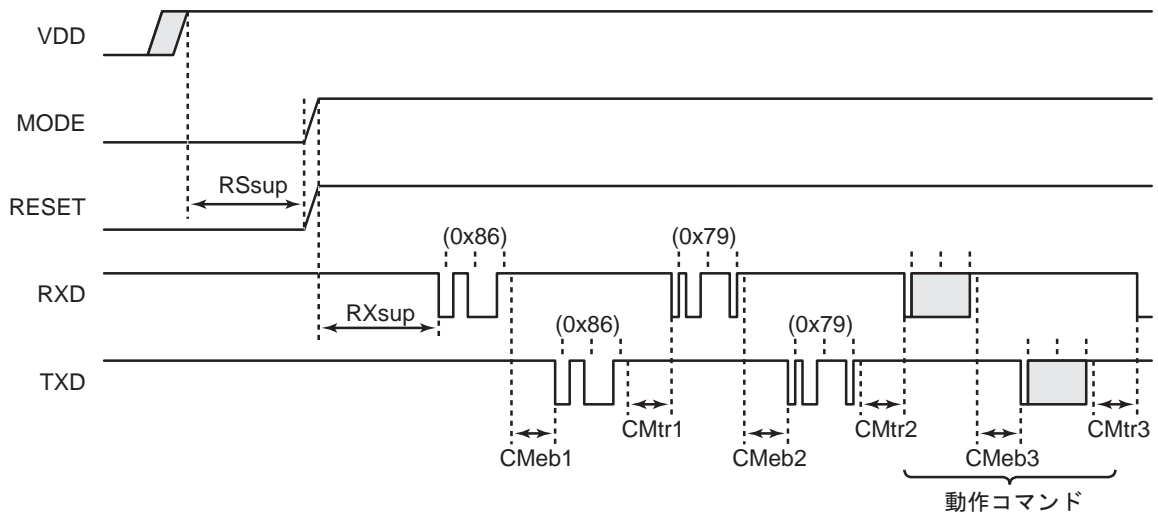 VDD
MODE
RSsup
RESET
(0x86) (0x79)
RXD
RXsup
(0x86) (0x79)
TXD
CMtr1 CMtr2 CMtr3
CMeb1 CMeb2 CMeb3
動作コマンド